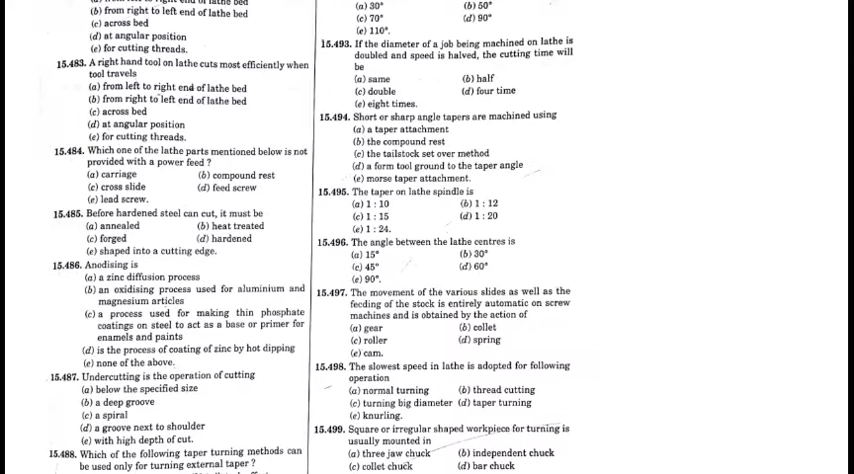 (b) from right to left end of lathe bed
(c) across bed
(d) at angular position
(e) for cutting threads.
15.483. A right hand tool on lathe cuts most efficiently when
tool travels
(a) from left to right end of lathe bed
(b) from right to left end of lathe bed
(c) across bed
(d) at angular position
(e) for cutting threads.
15.484. Which one of the lathe parts mentioned below is not
provided with a power feed ?
(a) carriage (b) compound rest
(c) cross slide (d) feed screw
(e) lead screw.
15.485. Before hardened steel can cut, it must be
(a) annealed (b) heat treated
(c) forged (d) hardened
(e) shaped into a cutting edge.
15.486. Anodising is
(a) a zinc diffusion process
(b) an oxidising process used for aluminium and
magnesium articles
(c) a process used for making thin phosphate
coatings on steel to act as a base or primer for
enamels and paints
(d) is the process of coating of zinc by hot dipping
(e) none of the above.
15.487. Undercutting is the operation of cutting
(a) below the specified size
(b) a deep groove
(c) a spiral
(d) a groove next to shoulder
(e) with high depth of cut.
15.488. Which of the following taper turning methods can
be used only for turning external taper ?
(a) 30° (b) 50°
(c) 70° (d) 90°
(e) 110°.
15.493. If the diameter of a job being machined on lathe is
doubled and speed is halved, the cutting time will
be
(a) same (b) half
(c) double (d) four time
(e) eight times.
15.494. Short or sharp angle tapers are machined using
(a) a taper attachment
(b) the compound rest
(c) the tailstock set over method
(d) a form tool ground to the taper angle
(e) morse taper attachment.
15.495. The taper on lathe spindle is
(a) 1 : 10 (b) 1 : 12
(c) 1 : 15 (d) 1 : 20
(e) 1 : 24.
15.496. The angle between the lathe centres is
(a) 15° (b) 30°
(c) 45° (d) 60°
(e) 90°.
15.497. The movement of the various slides as well as the
feeding of the stock is entirely automatic on screw
machines and is obtained by the action of
(a) gear (b) collet
(c) roller (d) spring
(e) cam.
15.498. The slowest speed in lathe is adopted for following
operation
(a) normal turning (b) thread cutting
(c) turning big diameter (d) taper turning
(e) knurling.
15.499. Square or irregular shaped workpiece for turning is
usually mounted in
(a) three jaw chuck (b) independent chuck
(c) collet chuck (d) bar chuck